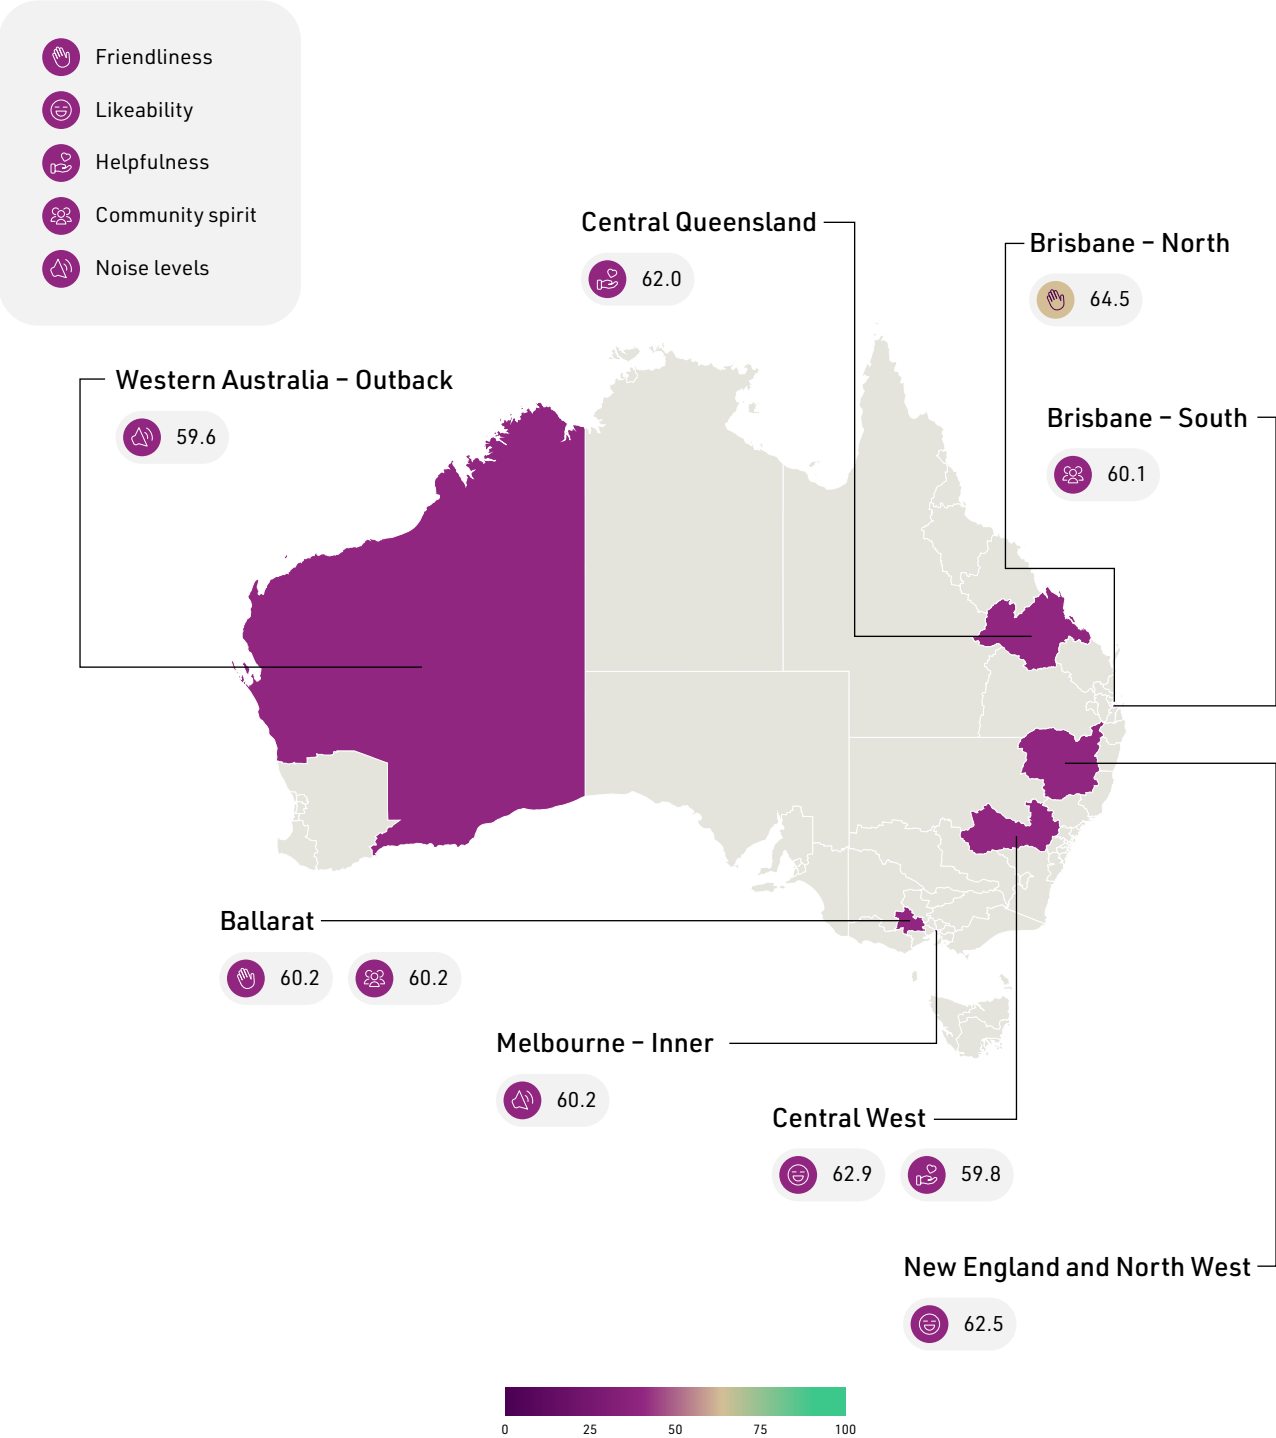 Friendliness
Likeability
Helpfulness
Community spirit
Noise levels
Central Queensland
62.0
Brisbane – North
64.5
Western Australia – Outback
59.6
Brisbane – South
60.1
Ballarat
60.2 60.2
Melbourne – Inner
60.2
Central West
62.9 59.8
New England and North West
62.5
0 25 50 75 100